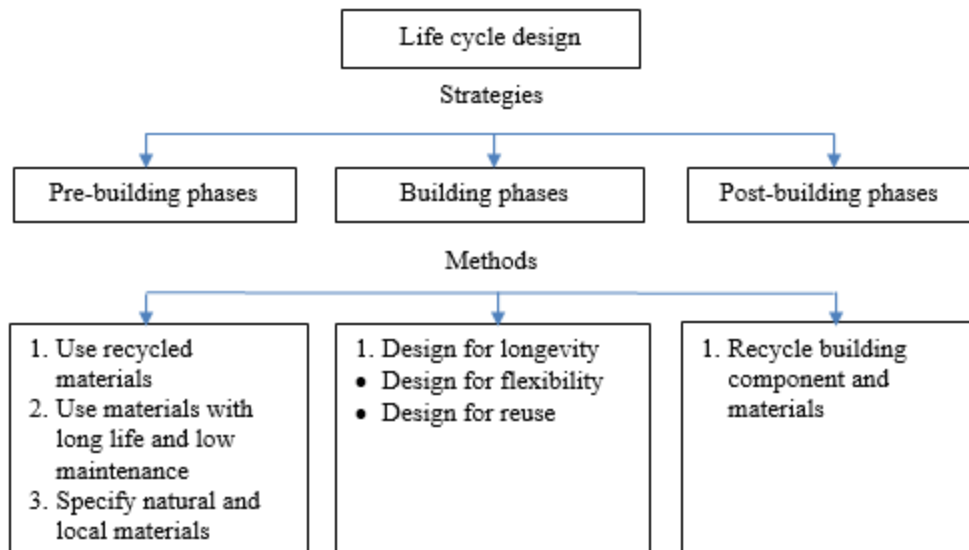 Life cycle design
Strategies
Pre-building phases
Building phases
Post-building phases
Methods
1. Use recycled
materials
2. Use materials with
long life and low
maintenance
3. Specify natural and
local materials
1. Design for longevity
• Design for flexibility
• Design for reuse
1. Recycle building
component and
materials